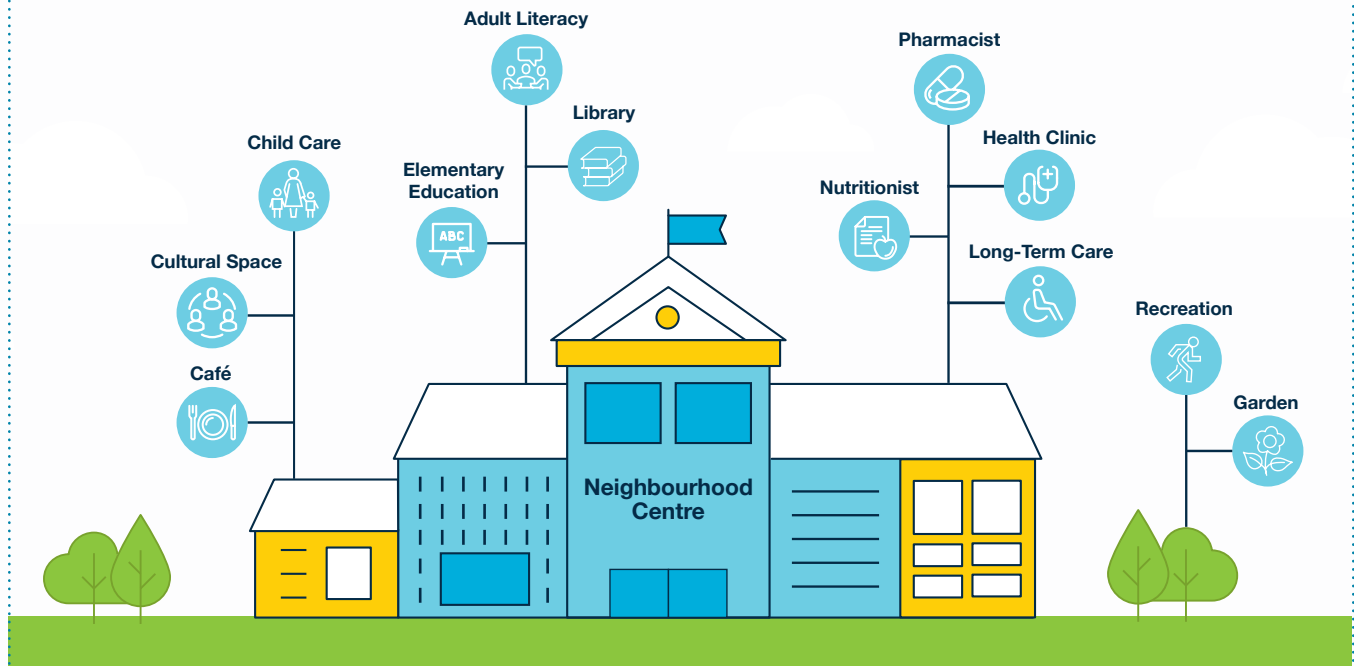 Adult Literacy
Library
Elementary
Education
ABC
Child Care
Cultural Space
Café
Pharmacist
Health Clinic
Nutritionist
Long-Term Care
Recreation
Garden
Neighbourhood
Centre